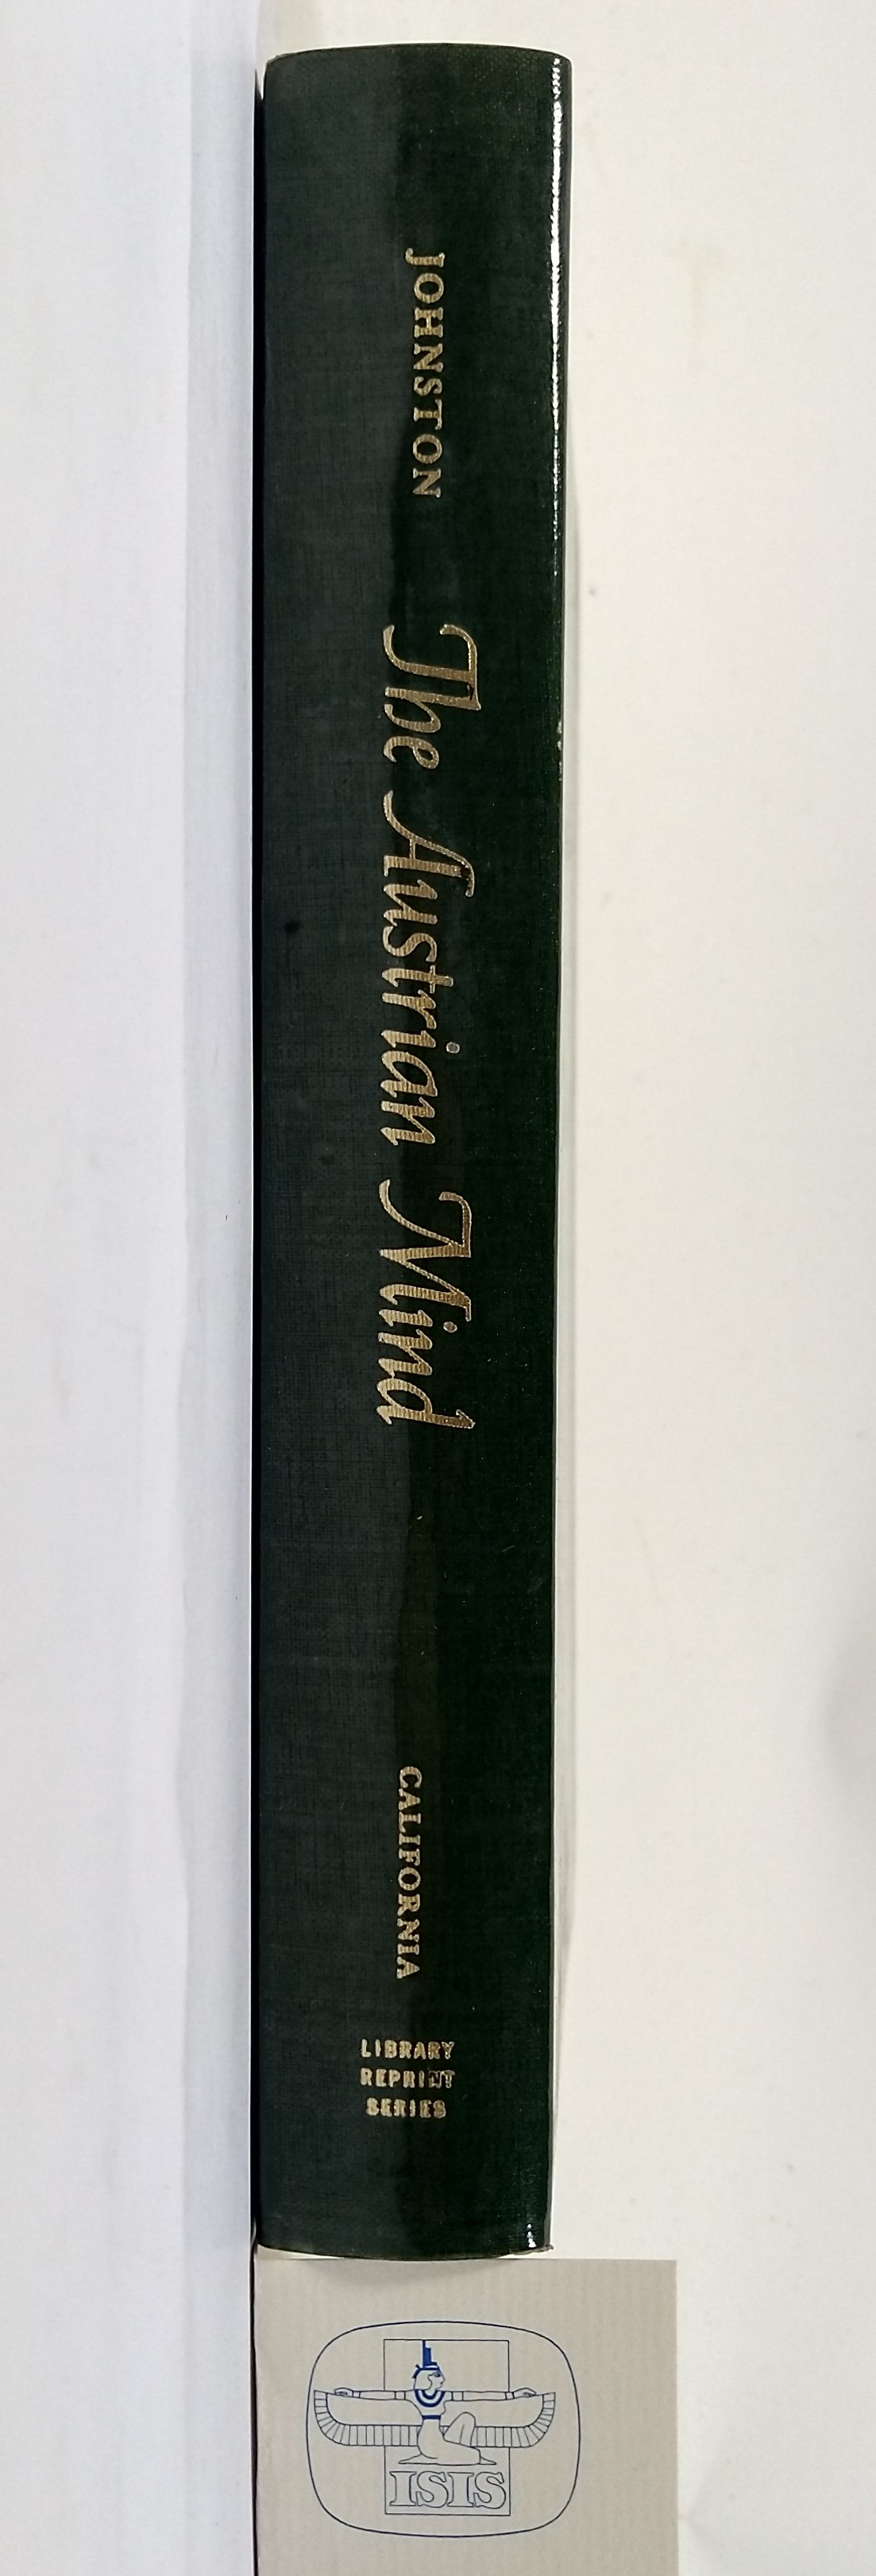 JOHNSTON
The Austrian Mind
CALIFORNIA
LIBRARY
REPRINT
SERIES
ISIS